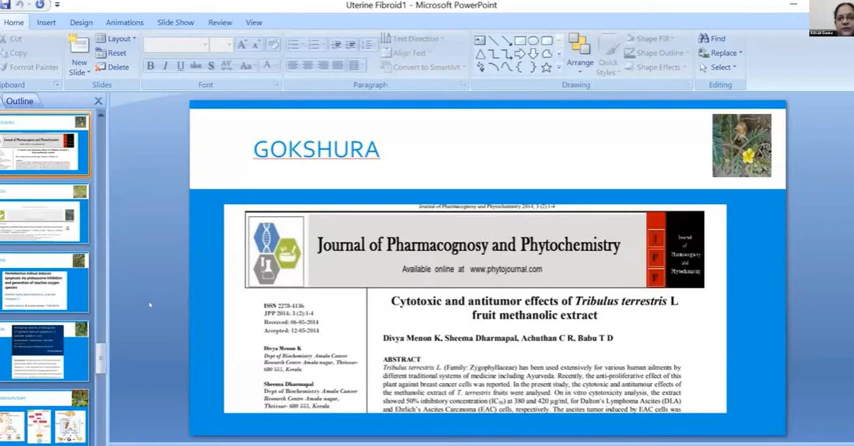 Uterine Fibroid1 - Microsoft PowerPoint
Home Insert Design Animations Slide Show Review View
Cut
Copy
Format Painter
New Slide
Layout
Reset
Delete
Slides
Font
Paragraph
Text Direction
Align Text
Convert to SmartArt
Arrange
Quick Styles
Shape Fill
Shape Outline
Shape Effects
Drawing
Find
Replace
Select
Editing
Outline
GOKSHURA
Journal of Pharmacognosy and Phytochemistry 2014; 3 (2):1-4
Journal of Pharmacognosy and Phytochemistry
Available online at www.phytojournal.com
Journal
of
Pharmacognosy
and
Phytochemistry
ISSN 2278-4136
JPP 2014; 3 (2):1-4
Received: 06-05-2014
Accepted: 12-05-2014
Divya Menon K
Dept of Biochemistry Amala Cancer
Research Centre Amala nagar, Thrissur-
680 555, Kerala
Sheema Dharmapal
Dept of Biochemistry Amala Cancer
Research Centre Amala nagar,
Thrissur- 680 555, Kerala
Cytotoxic and antitumor effects of Tribulus terrestris L
fruit methanolic extract
Divya Menon K, Sheema Dharmapal, Achuthan C R, Babu T D
ABSTRACT
Tribulus terrestris L. (Family: Zygophyllaceae) has been used extensively for various human ailments by
different traditional systems of medicine including Ayurveda. Recently, the anti-proliferative effect of this
plant against breast cancer cells was reported. In the present study, the cytotoxic and antitumour effects of
the methanolic extract of T. terrestris fruits were analysed. On in vitro cytotoxicity analysis, the extract
showed 50% inhibitory concentration (IC50) at 380 and 420 µg/ml, for Dalton's Lymphoma Ascites (DLA)
and Ehrlich's Ascites Carcinoma (EAC) cells, respectively. The ascites tumor induced by EAC cells was